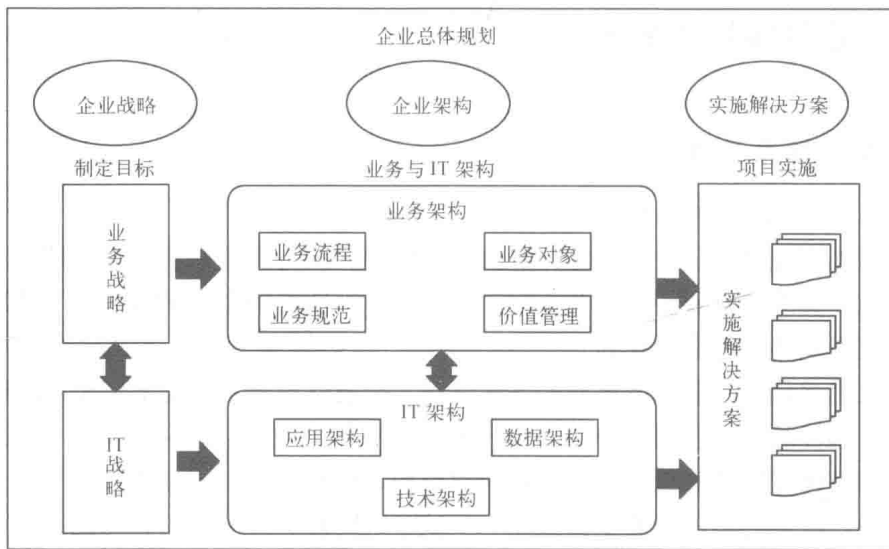 企业总体规划
企业战略
企业架构
实施解决方案
制定目标
业务与 IT 架构
项目实施
业务战略
业务架构
业务流程
业务对象
业务规范
价值管理
实施解决方案
IT战略
IT 架构
应用架构
数据架构
技术架构